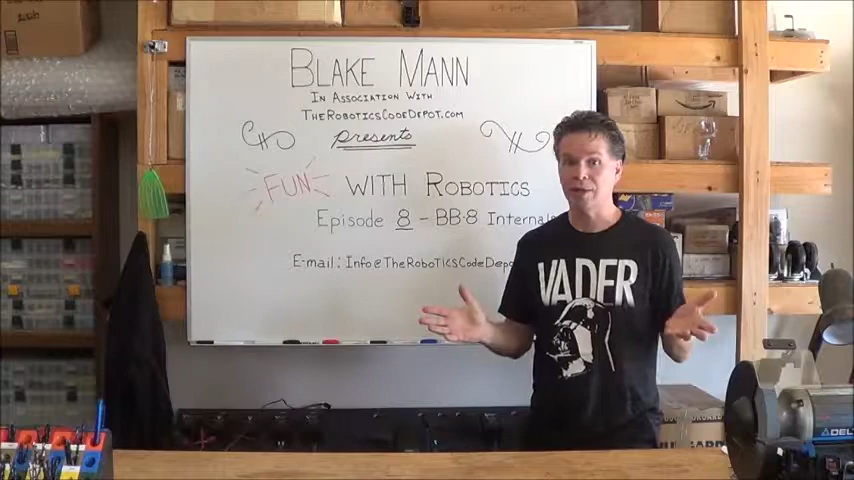 BLAKE MANN
IN ASSOCIATION WITH
THEROBOTICSCODEDEPOT.COM
presents
FUN WITH ROBOTICS
Episode 8 - BB-8 Internals
E-mail: Info@TheRoboticsCodeDepo
VADER